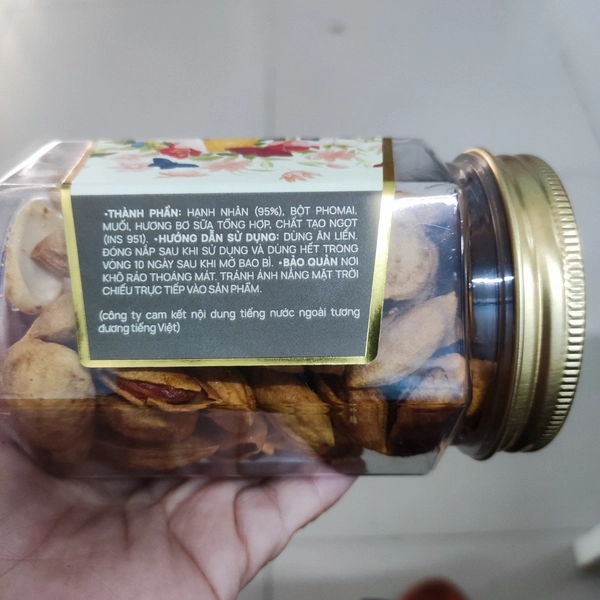 •THÀNH PHẦN: HẠNH NHÂN (95%), BỘT PHOMAI,
MUỐI, HƯƠNG BƠ SỮA TỔNG HỢP, CHẤT TẠO NGỌT
(INS 951). •HƯỚNG DẪN SỬ DỤNG: DÙNG ĂN LIỀN.
ĐÓNG NẮP SAU KHI SỬ DỤNG VÀ DÙNG HẾT TRONG
VÒNG 10 NGÀY SAU KHI MỞ BAO BÌ. •BẢO QUẢN NƠI
KHÔ RÁO THOÁNG MÁT. TRÁNH ÁNH NẮNG MẶT TRỜI
CHIẾU TRỰC TIẾP VÀO SẢN PHẨM.
(công ty cam kết nội dung tiếng nước ngoài tương
đương tiếng Việt)